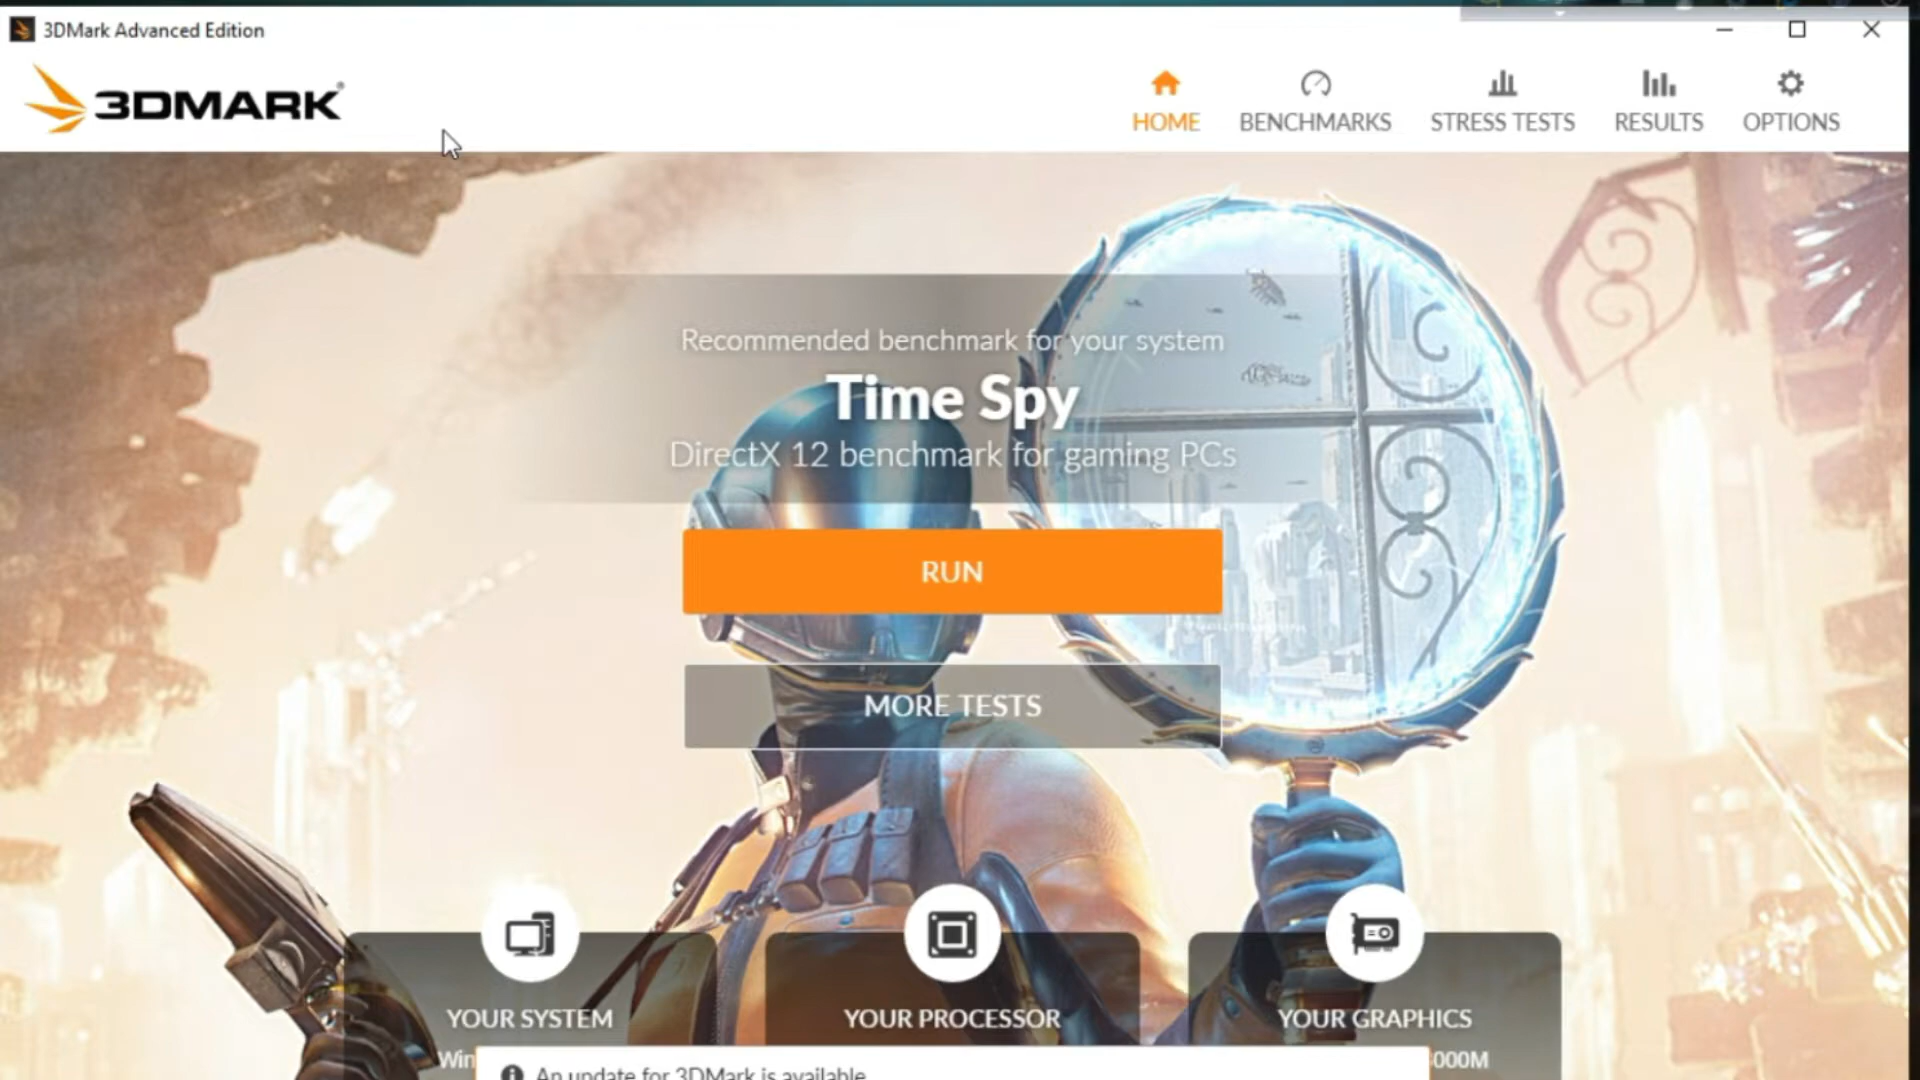 3DMark Advanced Edition
3DMARK®
HOME
BENCHMARKS
STRESS TESTS
RESULTS
OPTIONS
Recommended benchmark for your system
Time Spy
DirectX 12 benchmark for gaming PCs
RUN
MORE TESTS
YOUR SYSTEM
YOUR PROCESSOR
YOUR GRAPHICS
An update for 3DMark is available